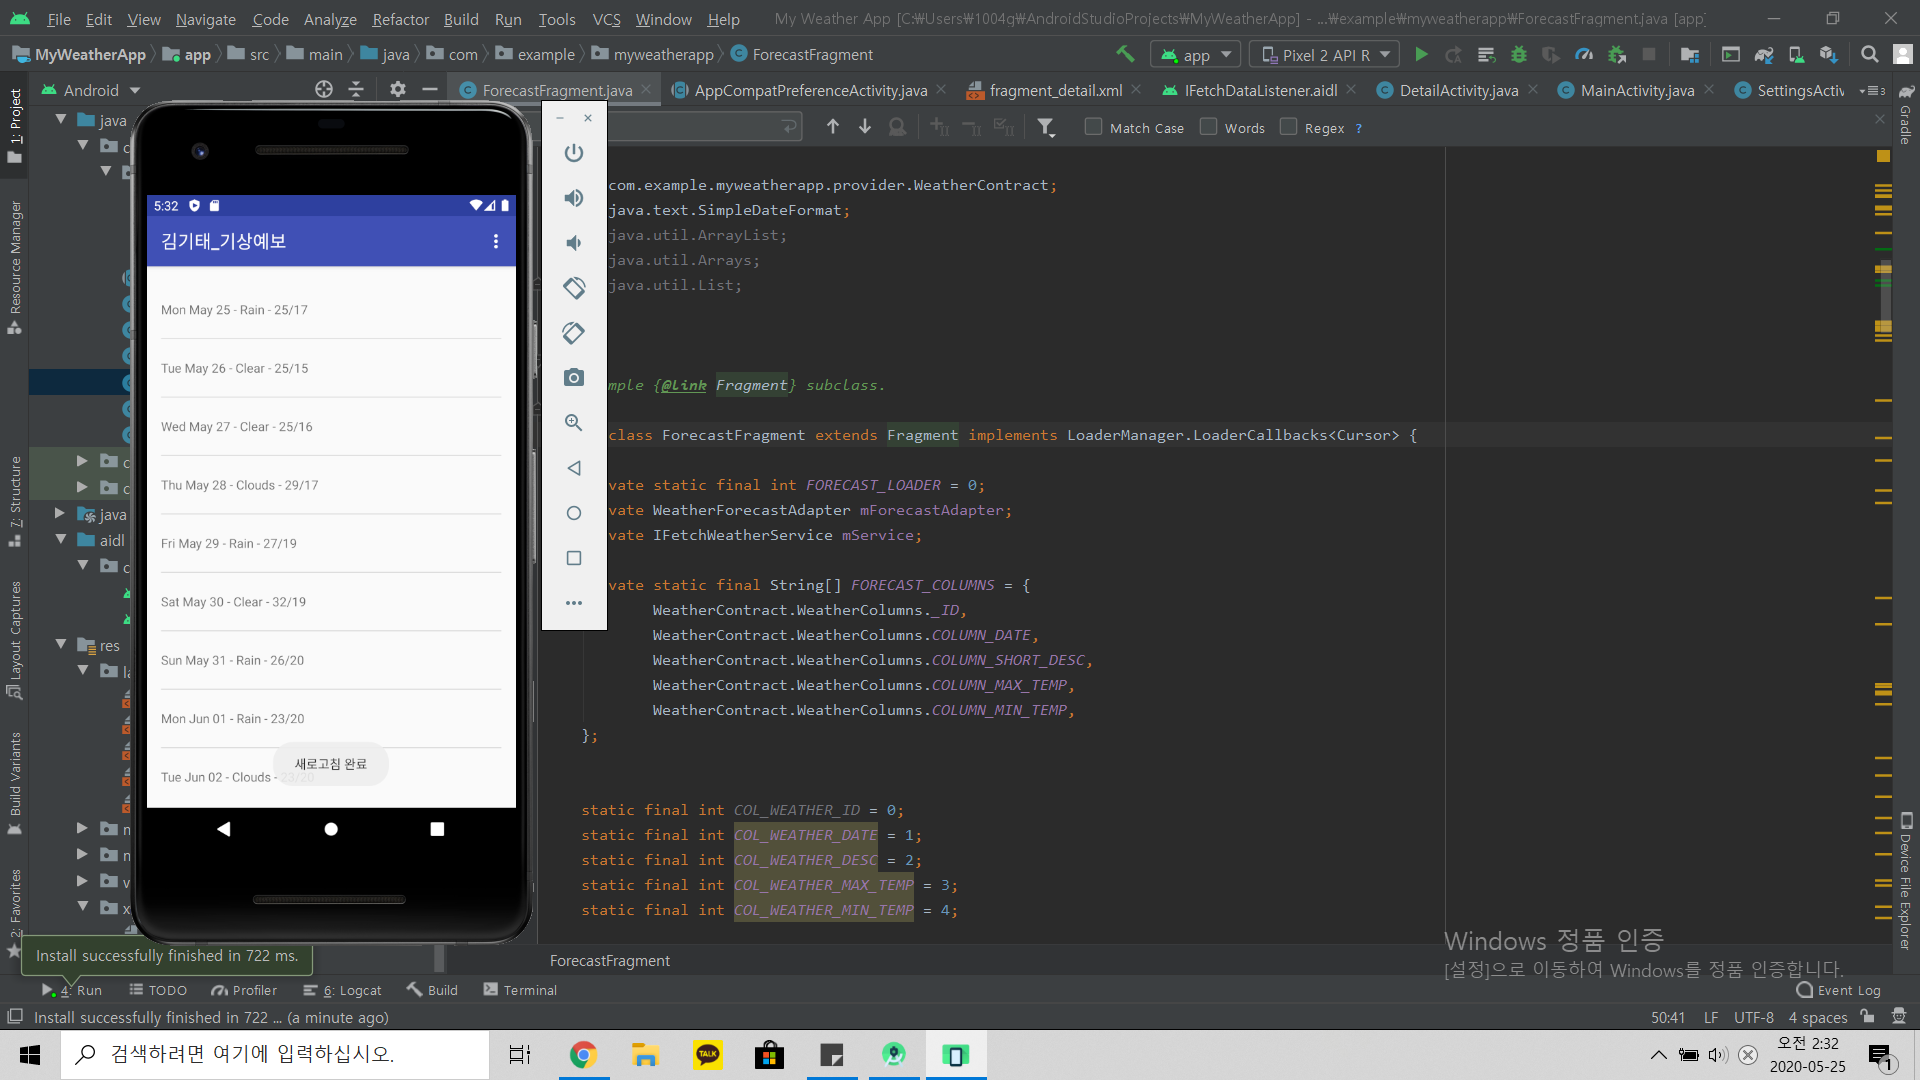 File Edit View Navigate Code Analyze Refactor Build Run Tools VCS Window Help My Weather App [C:₩Users₩1004g₩AndroidStudioProjects₩MyWeatherApp] - ...₩example₩myweatherapp₩ForecastFragment.java [app]
MyWeatherApp app src main java com example myweatherapp ForecastFragment app Pixel 2 API R
Android ForecastFragment.java AppCompatPreferenceActivity.java fragment_detail.xml IFetchDataListener.aidl DetailActivity.java MainActivity.java SettingsActiv
Match Case Words Regex ?
1: Project
Resource Manager
7: Structure
Layout Captures
Build Variants
2: Favorites
Gradle
Device File Explorer
java
java
aidl
res
5:32
김기태_기상예보
Mon May 25 - Rain - 25/17
Tue May 26 - Clear - 25/15
Wed May 27 - Clear - 25/16
Thu May 28 - Clouds - 29/17
Fri May 29 - Rain - 27/19
Sat May 30 - Clear - 32/19
Sun May 31 - Rain - 26/20
Mon Jun 01 - Rain - 23/20
Tue Jun 02 - Clouds - 23/20
새로고침 완료
com.example.myweatherapp.provider.WeatherContract;
java.text.SimpleDateFormat;
java.util.ArrayList;
java.util.Arrays;
java.util.List;
mple {@link Fragment} subclass.
class ForecastFragment extends Fragment implements LoaderManager.LoaderCallbacks<Cursor> {
vate static final int FORECAST_LOADER = 0;
vate WeatherForecastAdapter mForecastAdapter;
vate IFetchWeatherService mService;
vate static final String[] FORECAST_COLUMNS = {
WeatherContract.WeatherColumns._ID,
WeatherContract.WeatherColumns.COLUMN_DATE,
WeatherContract.WeatherColumns.COLUMN_SHORT_DESC,
WeatherContract.WeatherColumns.COLUMN_MAX_TEMP,
WeatherContract.WeatherColumns.COLUMN_MIN_TEMP,
};
static final int COL_WEATHER_ID = 0;
static final int COL_WEATHER_DATE = 1;
static final int COL_WEATHER_DESC = 2;
static final int COL_WEATHER_MAX_TEMP = 3;
static final int COL_WEATHER_MIN_TEMP = 4;
Windows 정품 인증
[설정]으로 이동하여 Windows를 정품 인증합니다.
Install successfully finished in 722 ms.
ForecastFragment
4: Run TODO Profiler 6: Logcat Build Terminal Event Log
Install successfully finished in 722 ... (a minute ago) 50:41 LF UTF-8 4 spaces
검색하려면 여기에 입력하십시오.
TALK
오전 2:32
2020-05-25
1